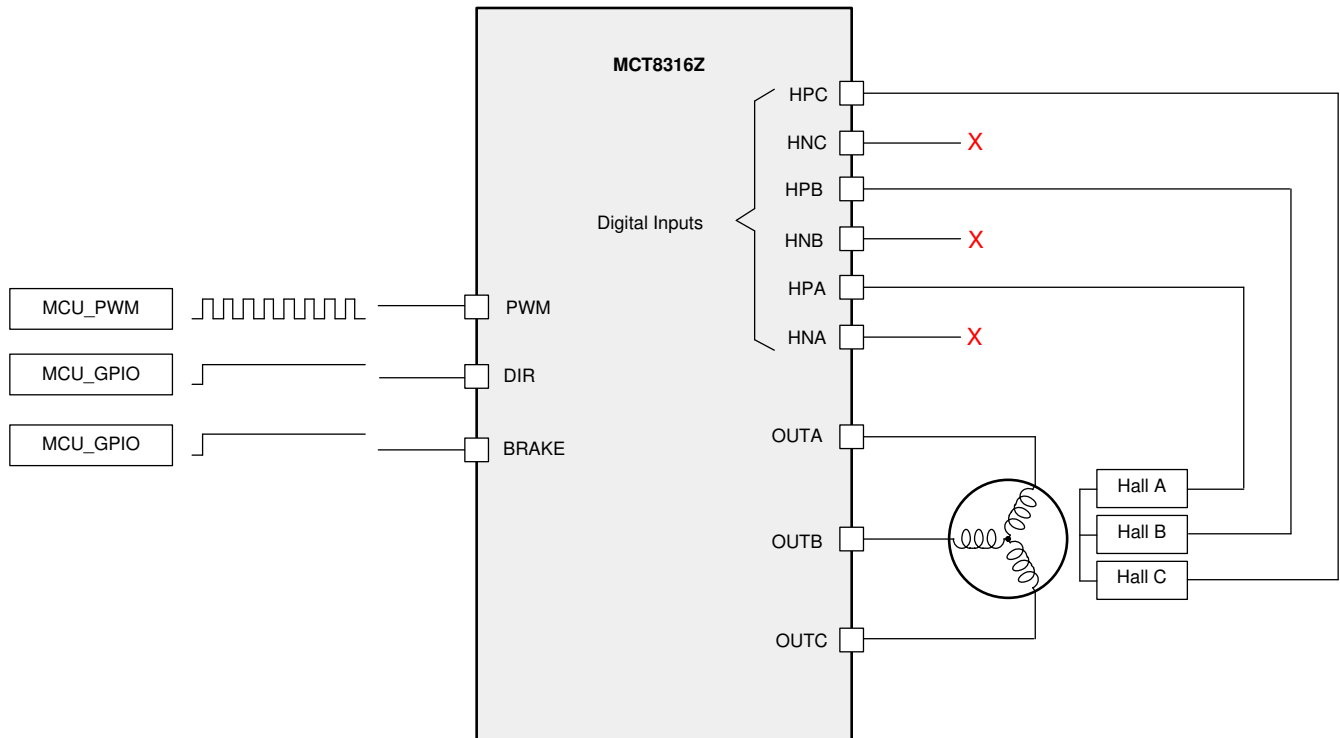 MCT8316Z
HPC
HNC
X
HPB
Digital Inputs
HNB
X
HPA
MCU_PWM
PWM
HNA
X
MCU_GPIO
DIR
OUTA
MCU_GPIO
BRAKE
Hall A
Hall B
OUTB
Hall C
OUTC